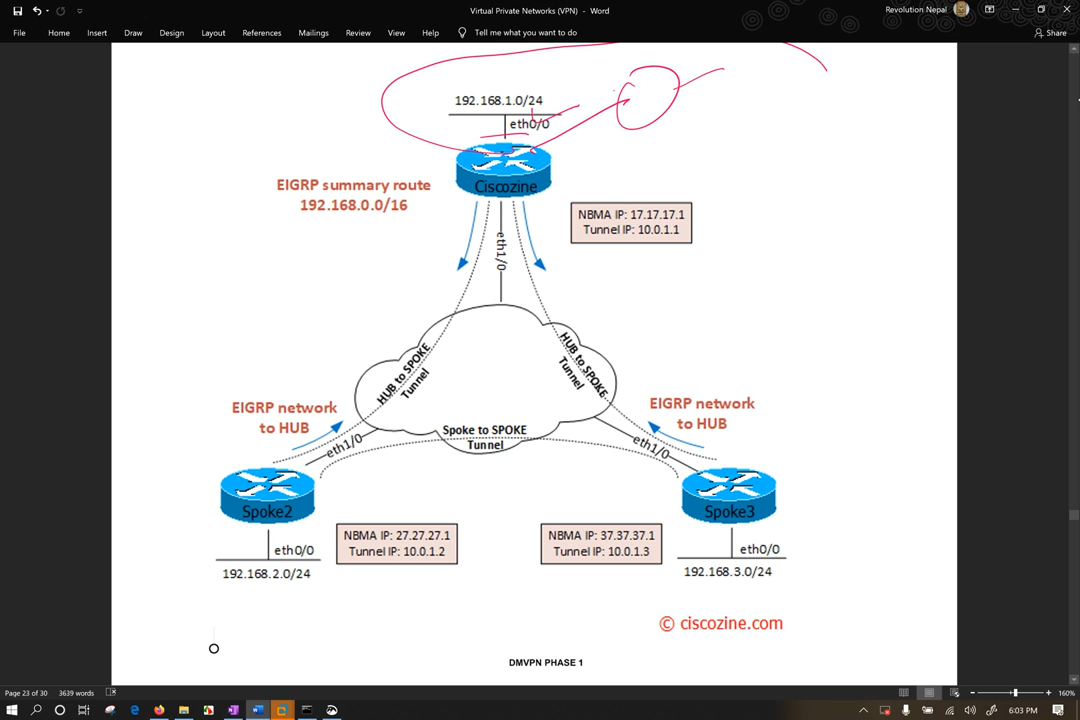 Virtual Private Networks (VPN) - Word
Revolution Nepal
File Home Insert Draw Design Layout References Mailings Review View Help Tell me what you want to do
Share
192.168.1.0/24
eth0/0
Ciscozine
EIGRP summary route
192.168.0.0/16
NBMA IP: 17.17.17.1
Tunnel IP: 10.0.1.1
eth1/0
HUB to SPOKE
Tunnel
HUB to SPOKE
Tunnel
EIGRP network
to HUB
EIGRP network
to HUB
eth1/0
Spoke to SPOKE
Tunnel
eth1/0
Spoke2
Spoke3
NBMA IP: 27.27.27.1
Tunnel IP: 10.0.1.2
NBMA IP: 37.37.37.1
Tunnel IP: 10.0.1.3
eth0/0
eth0/0
192.168.2.0/24
192.168.3.0/24
© ciscozine.com
DMVPN PHASE 1
Page 23 of 30 3639 words
160%
6:03 PM